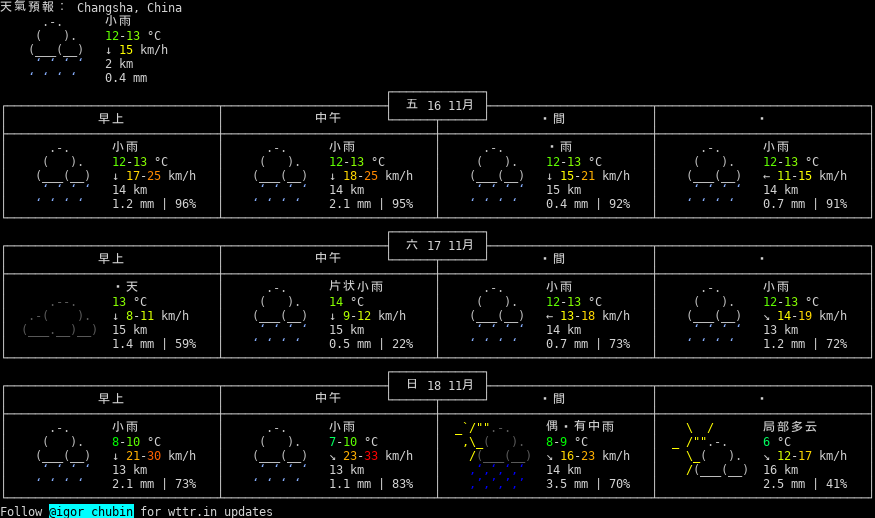 天氣預報： Changsha, China
小雨
12-13 °C
↓ 15 km/h
2 km
0.4 mm
五 16 11月
早上 中午 ・間 ・
小雨 小雨 ・雨 小雨
12-13 °C 12-13 °C 12-13 °C 12-13 °C
↓ 17-25 km/h ↓ 18-25 km/h ↓ 15-21 km/h ← 11-15 km/h
14 km 14 km 15 km 14 km
1.2 mm | 96% 2.1 mm | 95% 0.4 mm | 92% 0.7 mm | 91%
六 17 11月
早上 中午 ・間 ・
・天 片状小雨 小雨 小雨
13 °C 14 °C 12-13 °C 12-13 °C
↓ 8-11 km/h ↓ 9-12 km/h ← 13-18 km/h ↘ 14-19 km/h
15 km 15 km 14 km 13 km
1.4 mm | 59% 0.5 mm | 22% 0.7 mm | 73% 1.2 mm | 72%
日 18 11月
早上 中午 ・間 ・
小雨 小雨 偶・有中雨 局部多云
8-10 °C 7-10 °C 8-9 °C 6 °C
↓ 21-30 km/h ↘ 23-33 km/h ↘ 16-23 km/h ↘ 12-17 km/h
13 km 13 km 14 km 16 km
2.1 mm | 73% 1.1 mm | 83% 3.5 mm | 70% 2.5 mm | 41%
Follow @igor_chubin for wttr.in updates